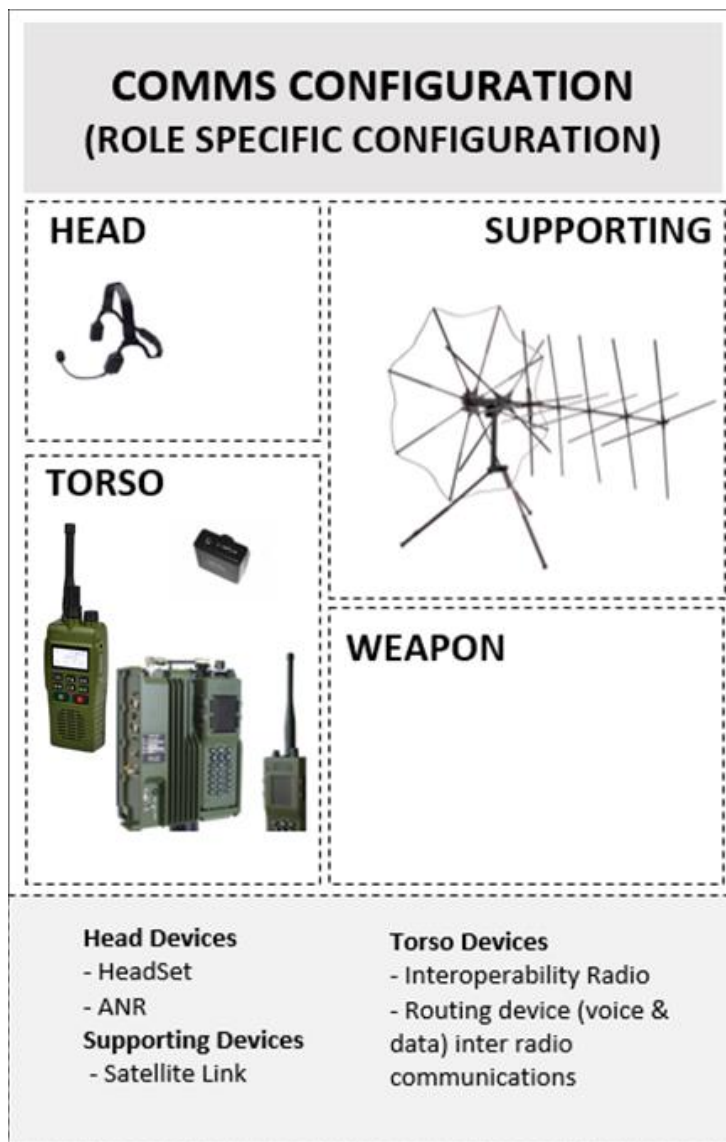 COMMS CONFIGURATION
(ROLE SPECIFIC CONFIGURATION)
HEAD
SUPPORTING
TORSO
WEAPON
Head Devices
- HeadSet
- ANR
Supporting Devices
- Satellite Link
Torso Devices
- Interoperability Radio
- Routing device (voice &
data) inter radio
communications